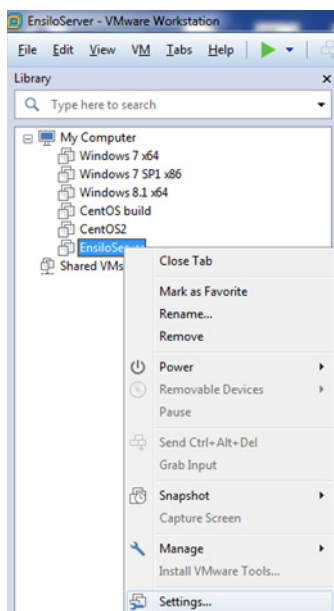 EnsiloServer - VMware Workstation
File Edit View VM Tabs Help
Library x
Type here to search
My Computer
Windows 7 x64
Windows 7 SP1 x86
Windows 8.1 x64
CentOS build
CentOS2
EnsiloServer
Shared VMs
Close Tab
Mark as Favorite
Rename...
Remove
Power
Removable Devices
Pause
Send Ctrl+Alt+Del
Grab Input
Snapshot
Capture Screen
Manage
Install VMware Tools...
Settings...